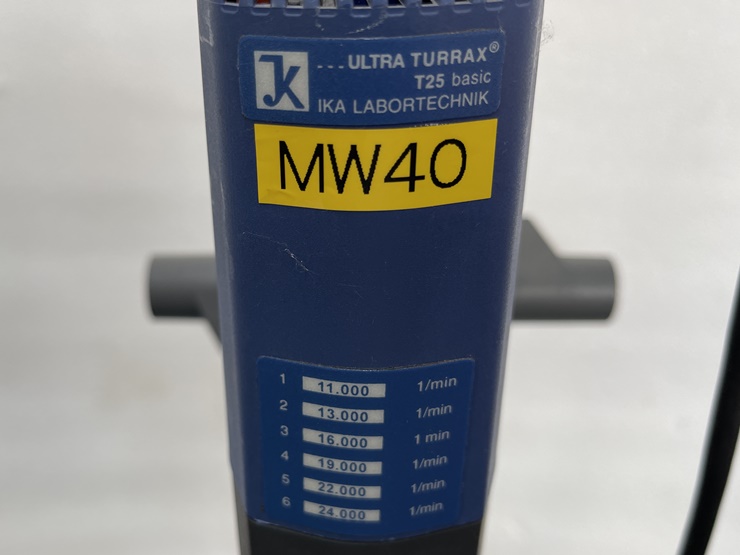 ---ULTRA TURRAX®
T25 basic
IKA LABORTECHNIK
MW40
1 11.000 1/min
2 13.000 1/min
3 16.000 1 min
4 19.000 1/min
5 22.000 1/min
6 24.000 1/min